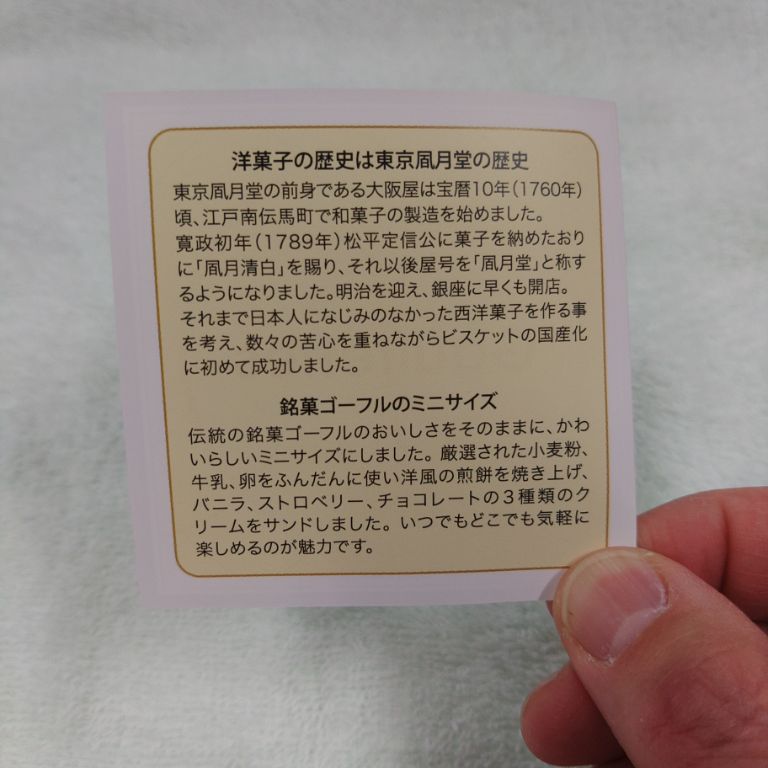 洋菓子の歴史は東京凮月堂の歴史
東京凮月堂の前身である大阪屋は宝暦10年(1760年)
頃、江戸南伝馬町で和菓子の製造を始めました。
寛政初年(1789年)松平定信公に菓子を納めたおり
に「凮月清白」を賜り、それ以後屋号を「凮月堂」と称す
るようになりました。明治を迎え、銀座に早くも開店。
それまで日本人になじみのなかった西洋菓子を作る事
を考え、数々の苦心を重ねながらビスケットの国産化
に初めて成功しました。
銘菓ゴーフルのミニサイズ
伝統の銘菓ゴーフルのおいしさをそのままに、かわ
いらしいミニサイズにしました。厳選された小麦粉、
牛乳、卵をふんだんに使い洋風の煎餅を焼き上げ、
バニラ、ストロベリー、チョコレートの3種類のク
リームをサンドしました。いつでもどこでも気軽に
楽しめるのが魅力です。